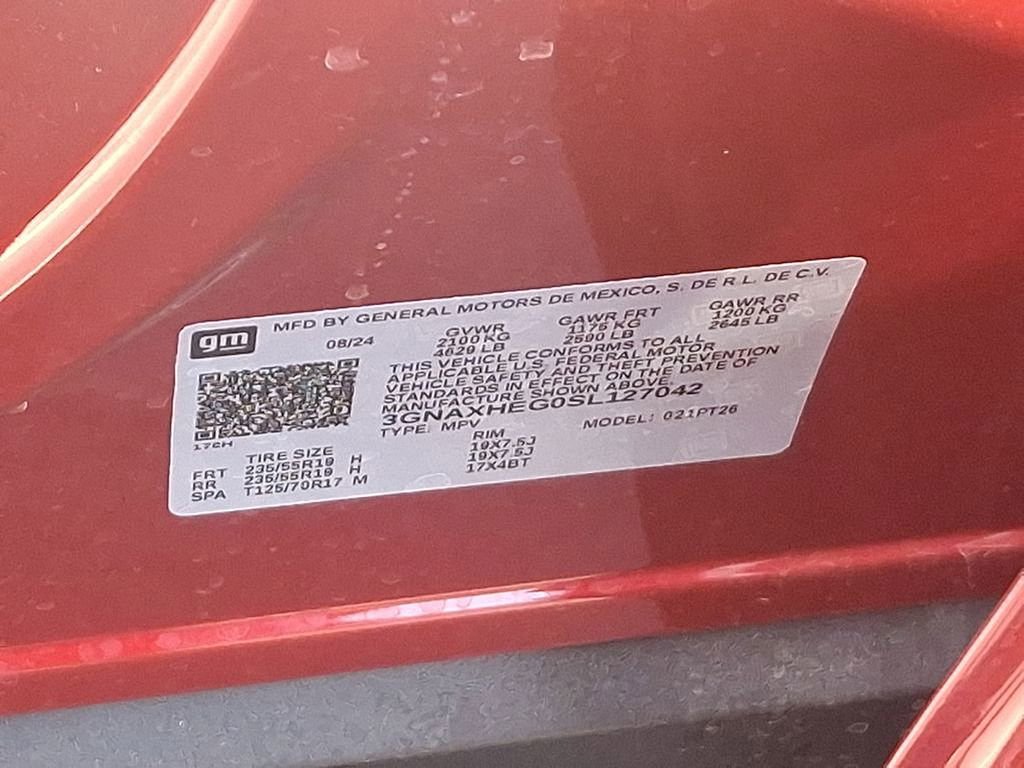 gm
MFD BY GENERAL MOTORS DE MEXICO, S. DE R.L. DE C.V.
08/24 GVWR GAWR FRT GAWR RR
2100 KG 1175 KG 1200 KG
4629 LB 2590 LB 2645 LB
THIS VEHICLE CONFORMS TO ALL
APPLICABLE U.S. FEDERAL MOTOR
VEHICLE SAFETY AND THEFT PREVENTION
STANDARDS IN EFFECT ON THE DATE OF
MANUFACTURE SHOWN ABOVE.
3GNAXHEG0SL127042
TYPE: MPV MODEL: 021PT26
17CH
TIRE SIZE RIM
FRT 235/55R19 H 19X7.5J
RR 235/55R19 H 19X7.5J
SPA T125/70R17 M 17X4BT